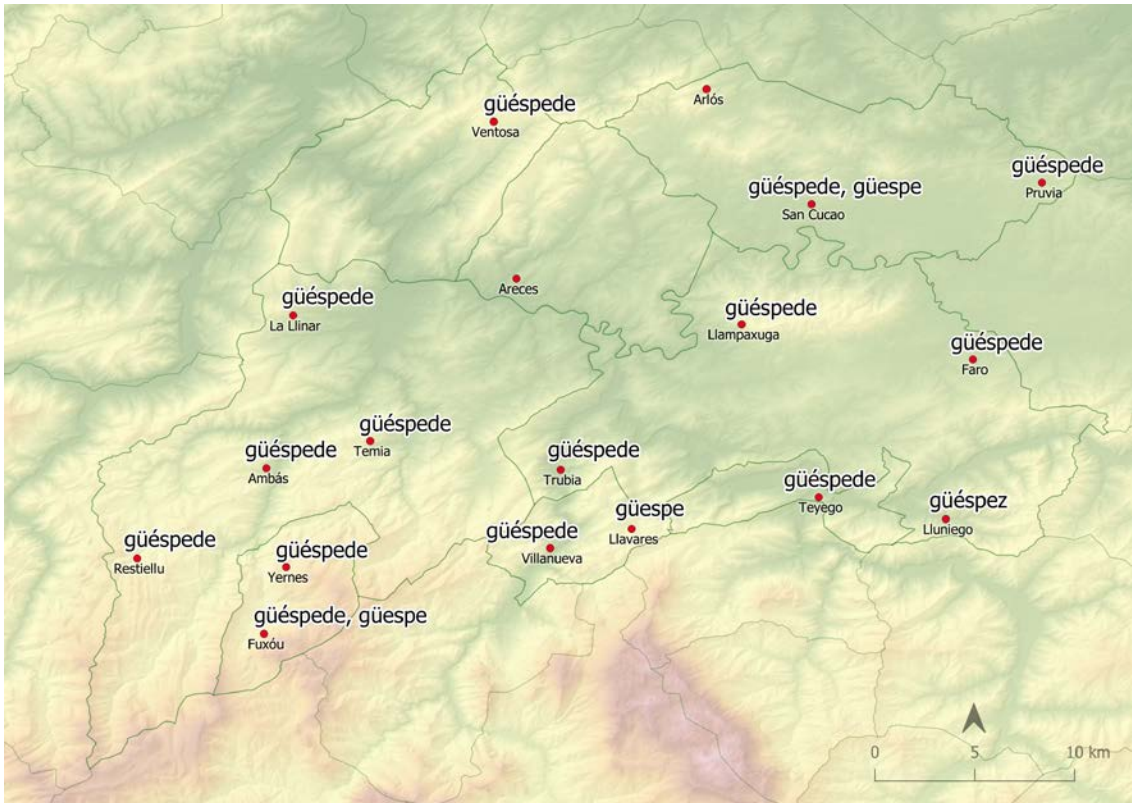 güéspede
Ventosa
Arlós
güéspede
Pruvia
güéspede, güespe
San Cucao
Areces
güéspede
La Llinar
güéspede
Llampaxuga
güéspede
Faro
güéspede
Temia
güéspede
Ambás
güéspede
Trubia
güéspede
Teyego
güéspez
Lluniego
güespe
Llavares
güéspede
Villanueva
güéspede
Restiellu
güéspede
Yernes
güéspede, güespe
Fuxóu
0 5 10 km